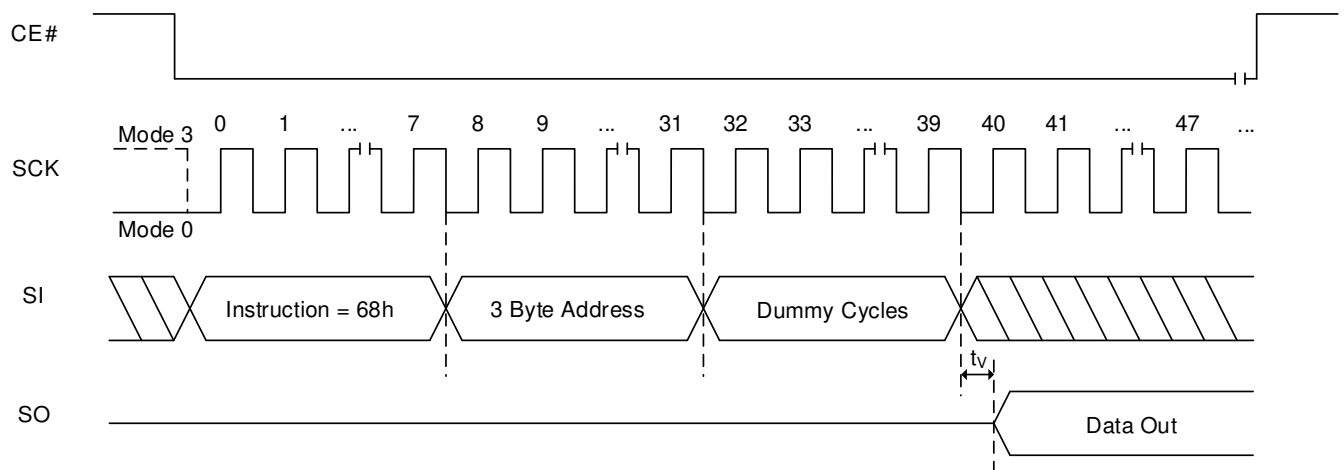 CE#
0 1 ... 7 8 9 ... 31 32 33 ... 39 40 41 ... 47 ...
Mode 3
SCK
Mode 0
SI
Instruction = 68h
3 Byte Address
Dummy Cycles
tV
SO
Data Out